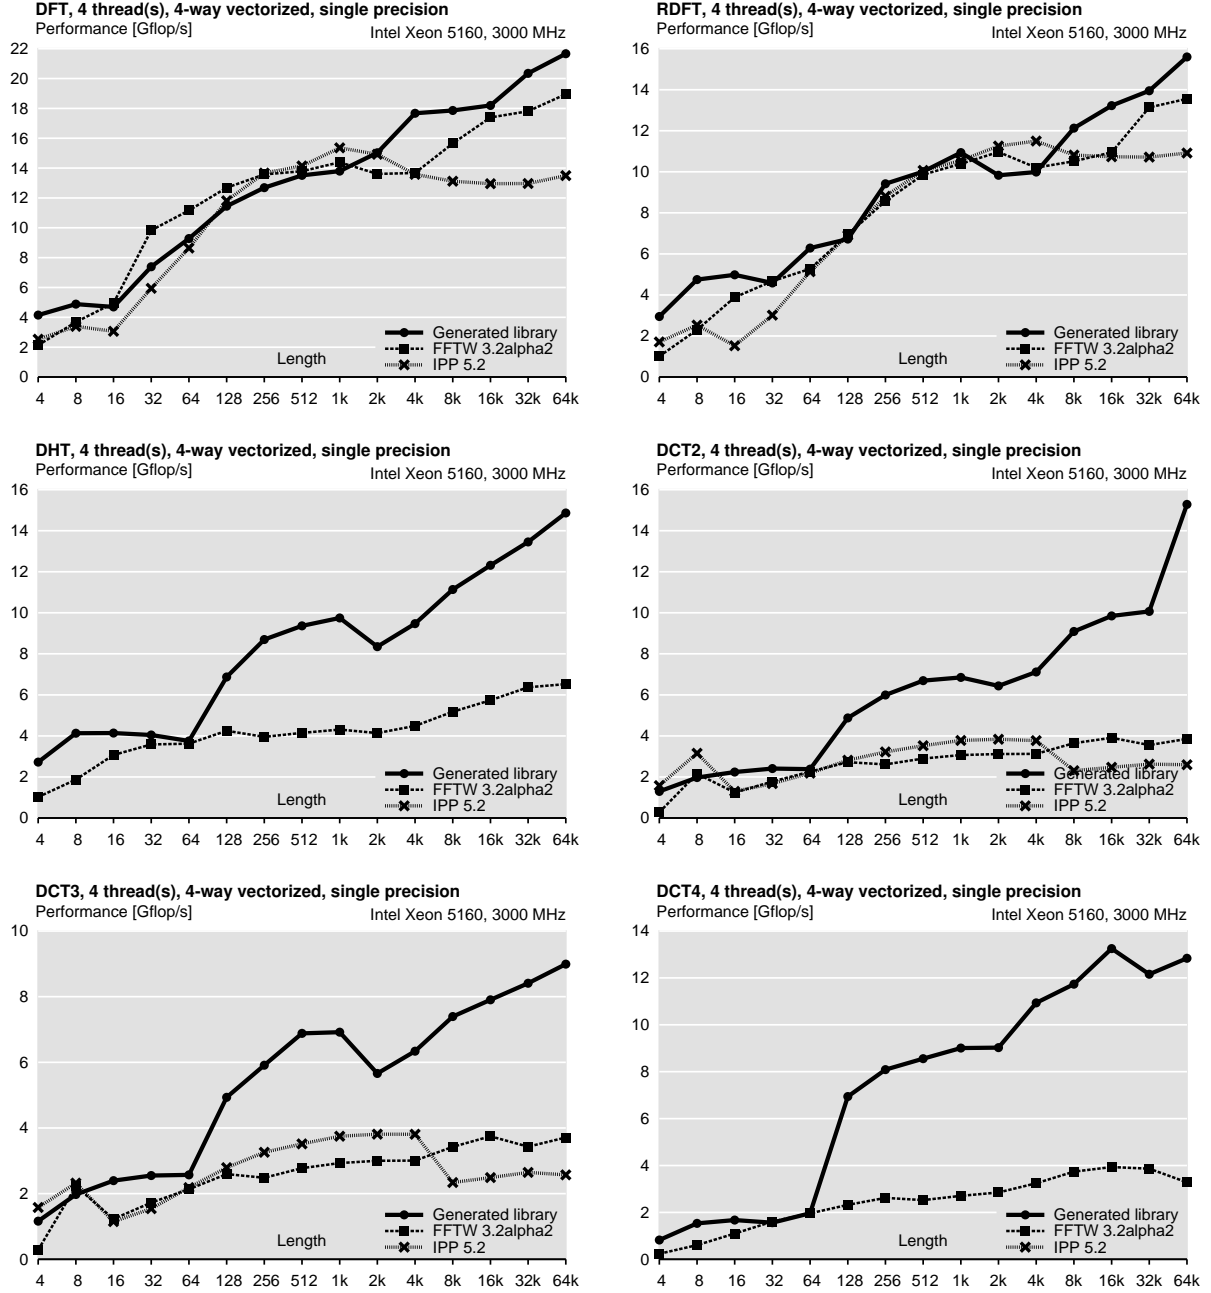 DFT, 4 thread(s), 4-way vectorized, single precision
Performance [Gflop/s]
Intel Xeon 5160, 3000 MHz
22
20
18
16
14
12
10
8
6
4
2
0
Generated library
FFTW 3.2alpha2
IPP 5.2
Length
4 8 16 32 64 128 256 512 1k 2k 4k 8k 16k 32k 64k
RDFT, 4 thread(s), 4-way vectorized, single precision
Performance [Gflop/s]
Intel Xeon 5160, 3000 MHz
16
14
12
10
8
6
4
2
0
Generated library
FFTW 3.2alpha2
IPP 5.2
Length
4 8 16 32 64 128 256 512 1k 2k 4k 8k 16k 32k 64k
DHT, 4 thread(s), 4-way vectorized, single precision
Performance [Gflop/s]
Intel Xeon 5160, 3000 MHz
16
14
12
10
8
6
4
2
0
Generated library
FFTW 3.2alpha2
IPP 5.2
Length
4 8 16 32 64 128 256 512 1k 2k 4k 8k 16k 32k 64k
DCT2, 4 thread(s), 4-way vectorized, single precision
Performance [Gflop/s]
Intel Xeon 5160, 3000 MHz
16
14
12
10
8
6
4
2
0
Generated library
FFTW 3.2alpha2
IPP 5.2
Length
4 8 16 32 64 128 256 512 1k 2k 4k 8k 16k 32k 64k
DCT3, 4 thread(s), 4-way vectorized, single precision
Performance [Gflop/s]
Intel Xeon 5160, 3000 MHz
10
8
6
4
2
0
Generated library
FFTW 3.2alpha2
IPP 5.2
Length
4 8 16 32 64 128 256 512 1k 2k 4k 8k 16k 32k 64k
DCT4, 4 thread(s), 4-way vectorized, single precision
Performance [Gflop/s]
Intel Xeon 5160, 3000 MHz
14
12
10
8
6
4
2
0
Generated library
FFTW 3.2alpha2
IPP 5.2
Length
4 8 16 32 64 128 256 512 1k 2k 4k 8k 16k 32k 64k